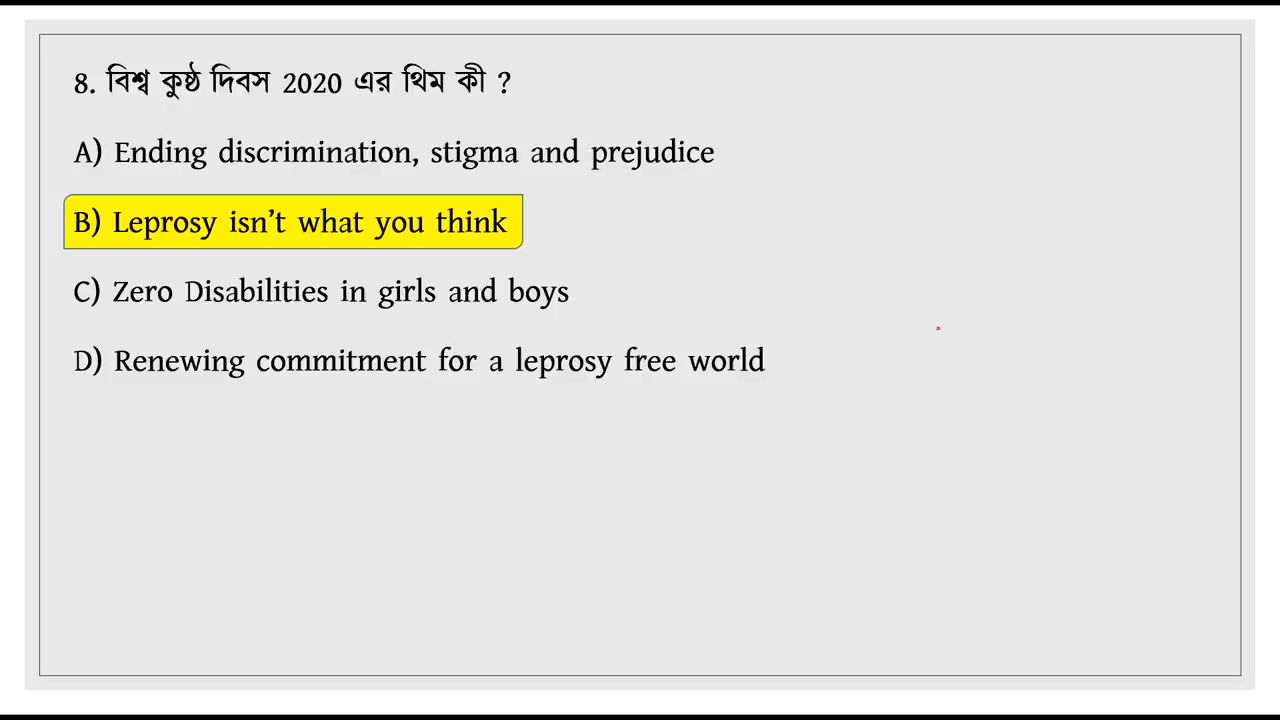 8. বিশ্ব কুষ্ঠ দিবস 2020 এর থিম কী ?
A) Ending discrimination, stigma and prejudice
B) Leprosy isn’t what you think
C) Zero Disabilities in girls and boys
D) Renewing commitment for a leprosy free world